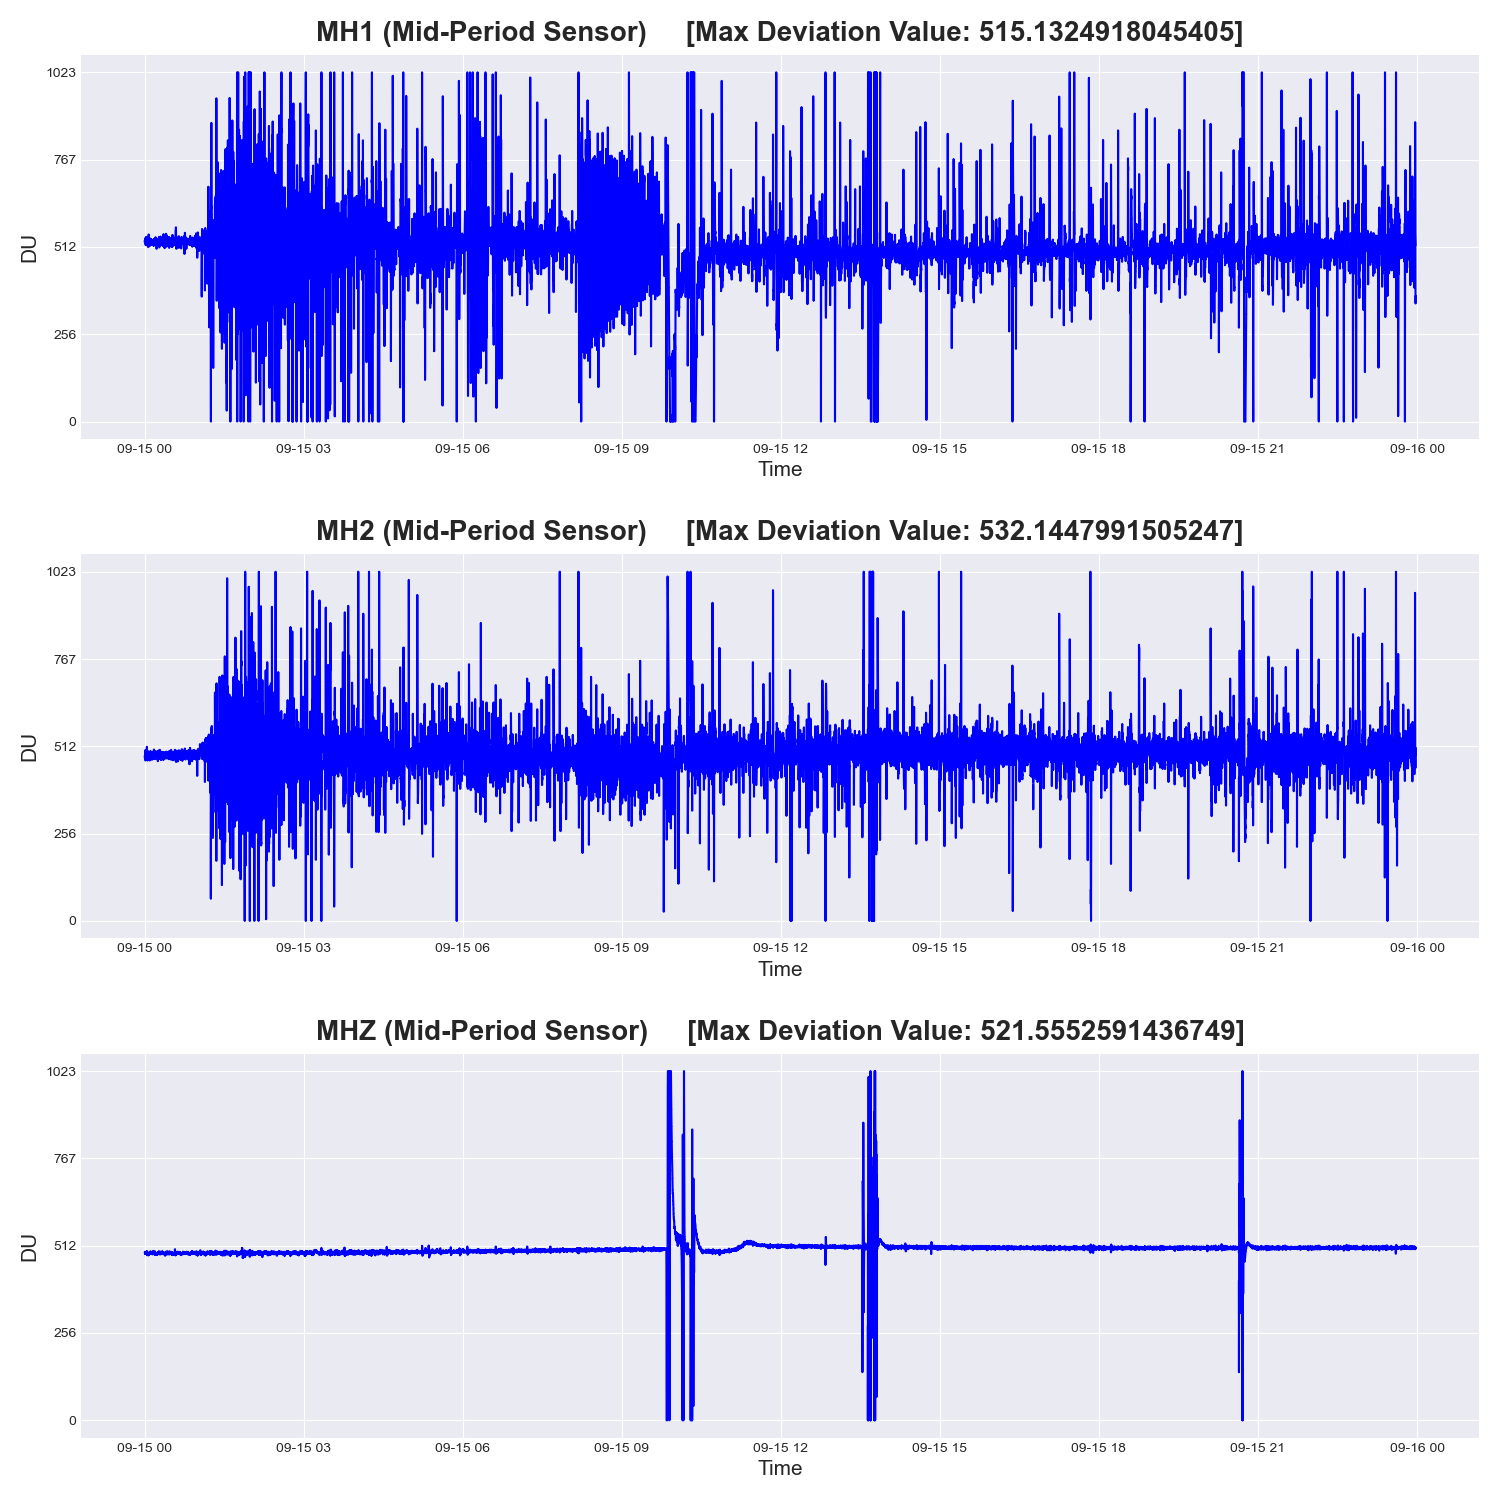 MH1 (Mid-Period Sensor) [Max Deviation Value: 515.1324918045405]
1023
767
512
256
0
DU
09-15 00 09-15 03 09-15 06 09-15 09 09-15 12 09-15 15 09-15 18 09-15 21 09-16 00
Time
MH2 (Mid-Period Sensor) [Max Deviation Value: 532.1447991505247]
1023
767
512
256
0
DU
09-15 00 09-15 03 09-15 06 09-15 09 09-15 12 09-15 15 09-15 18 09-15 21 09-16 00
Time
MHZ (Mid-Period Sensor) [Max Deviation Value: 521.5552591436749]
1023
767
512
256
0
DU
09-15 00 09-15 03 09-15 06 09-15 09 09-15 12 09-15 15 09-15 18 09-15 21 09-16 00
Time